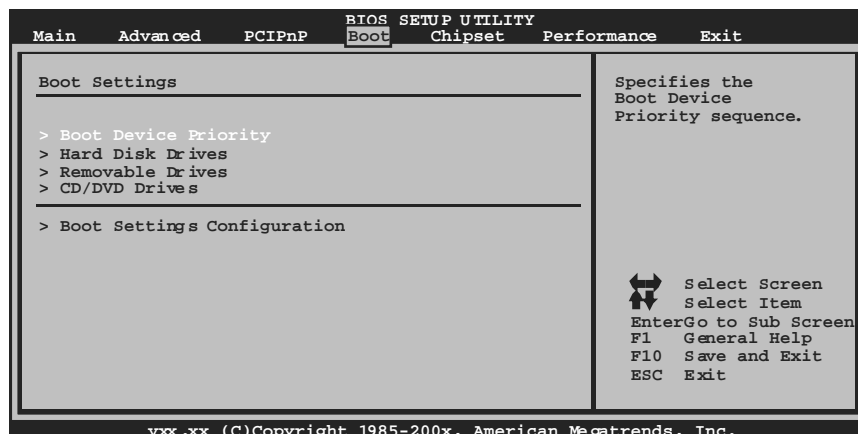 BIOS SETUP UTILITY
Main Advanced PCIPnP Boot Chipset Performance Exit
Boot Settings
> Boot Device Priority
> Hard Disk Drives
> Removable Drives
> CD/DVD Drives
> Boot Settings Configuration
Specifies the
Boot Device
Priority sequence.
Select Screen
Select Item
Enter Go to Sub Screen
F1 General Help
F10 Save and Exit
ESC Exit
vxx.xx (C)Copyright 1985-200x, American Megatrends, Inc.